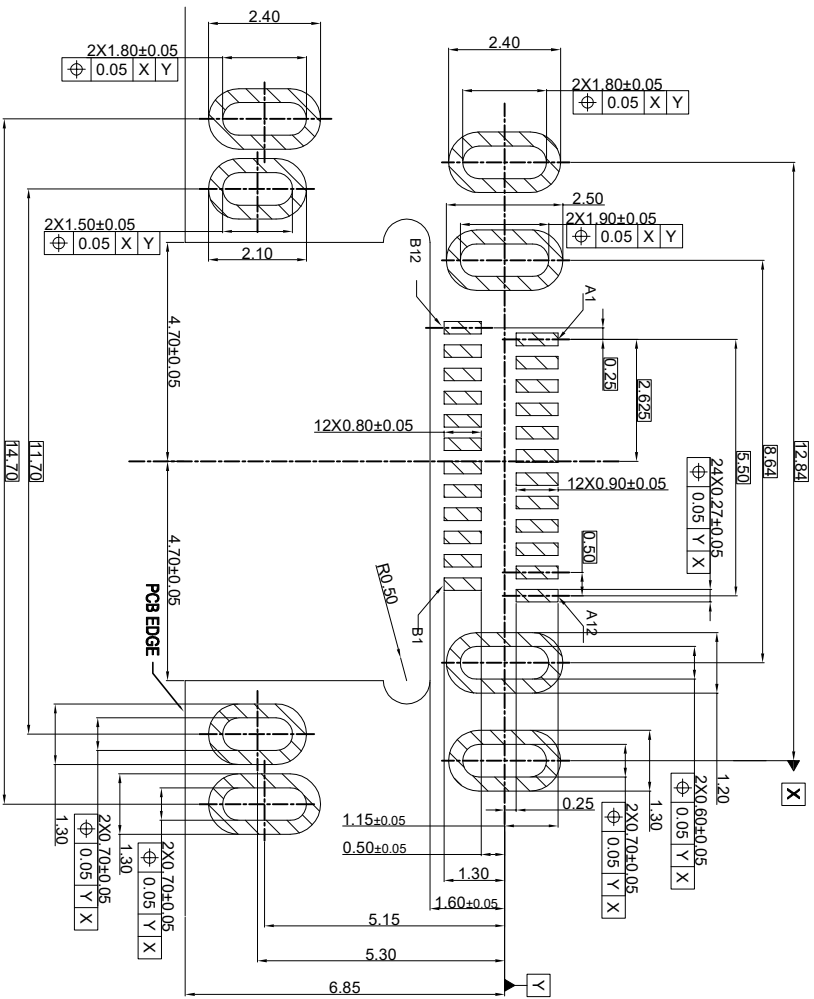 2.40
2X1.80±0.05
⌖ 0.05 X Y
2.40
2X1.80±0.05
⌖ 0.05 X Y
2.50
2X1.90±0.05
⌖ 0.05 X Y
2X1.50±0.05
⌖ 0.05 X Y
2.10
B12
A1
0.25
2.625
4.70±0.05
12X0.80±0.05
12X0.90±0.05
24X0.27±0.05
⌖ 0.05 Y X
5.50
8.64
12.84
11.70
14.70
0.50
4.70±0.05
R0.50
B1
A12
PCB EDGE
X
1.20
2X0.60±0.05
⌖ 0.05 Y X
0.25
1.30
2X0.70±0.05
⌖ 0.05 Y X
1.15±0.05
0.50±0.05
1.30
1.60±0.05
1.30
2X0.70±0.05
⌖ 0.05 Y X
1.30
2X0.70±0.05
⌖ 0.05 Y X
5.15
5.30
6.85
Y